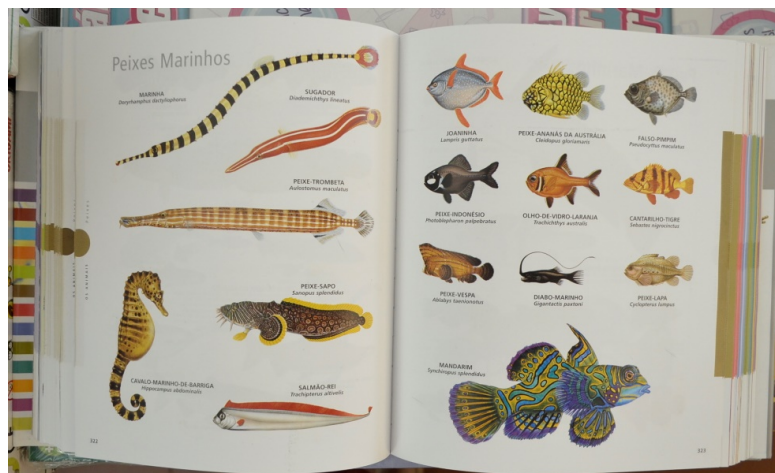 Peixes Marinhos
MARINHA
Dorychamphus dactyliophorus
SUGADOR
Diademichthys lineatus
PEIXE-TROMBETA
Aulostomus maculatus
PEIXE-SAPO
Sanopus splendidus
CAVALO-MARINHO-DE-BARRIGA
Hippocampus abdominalis
SALMÃO-REI
Trachipterus altivelis
322
JOANINHA
Lampris guttatus
PEIXE-ANANÁS DA AUSTRÁLIA
Cleidopus gloriamaris
FALSO-PIMPIM
Pseudocyttus maculatus
PEIXE-INDONÉSIO
Photoblepharon palpebratus
OLHO-DE-VIDRO-LARANJA
Trachichthys australis
CANTARILHO-TIGRE
Sebastes nigrocinctus
PEIXE-VESPA
Ablabys taenianotus
DIABO-MARINHO
Gigantactis paxtoni
PEIXE-LAPA
Cyclopterus lumpus
MANDARIM
Synchiropus splendidus
323